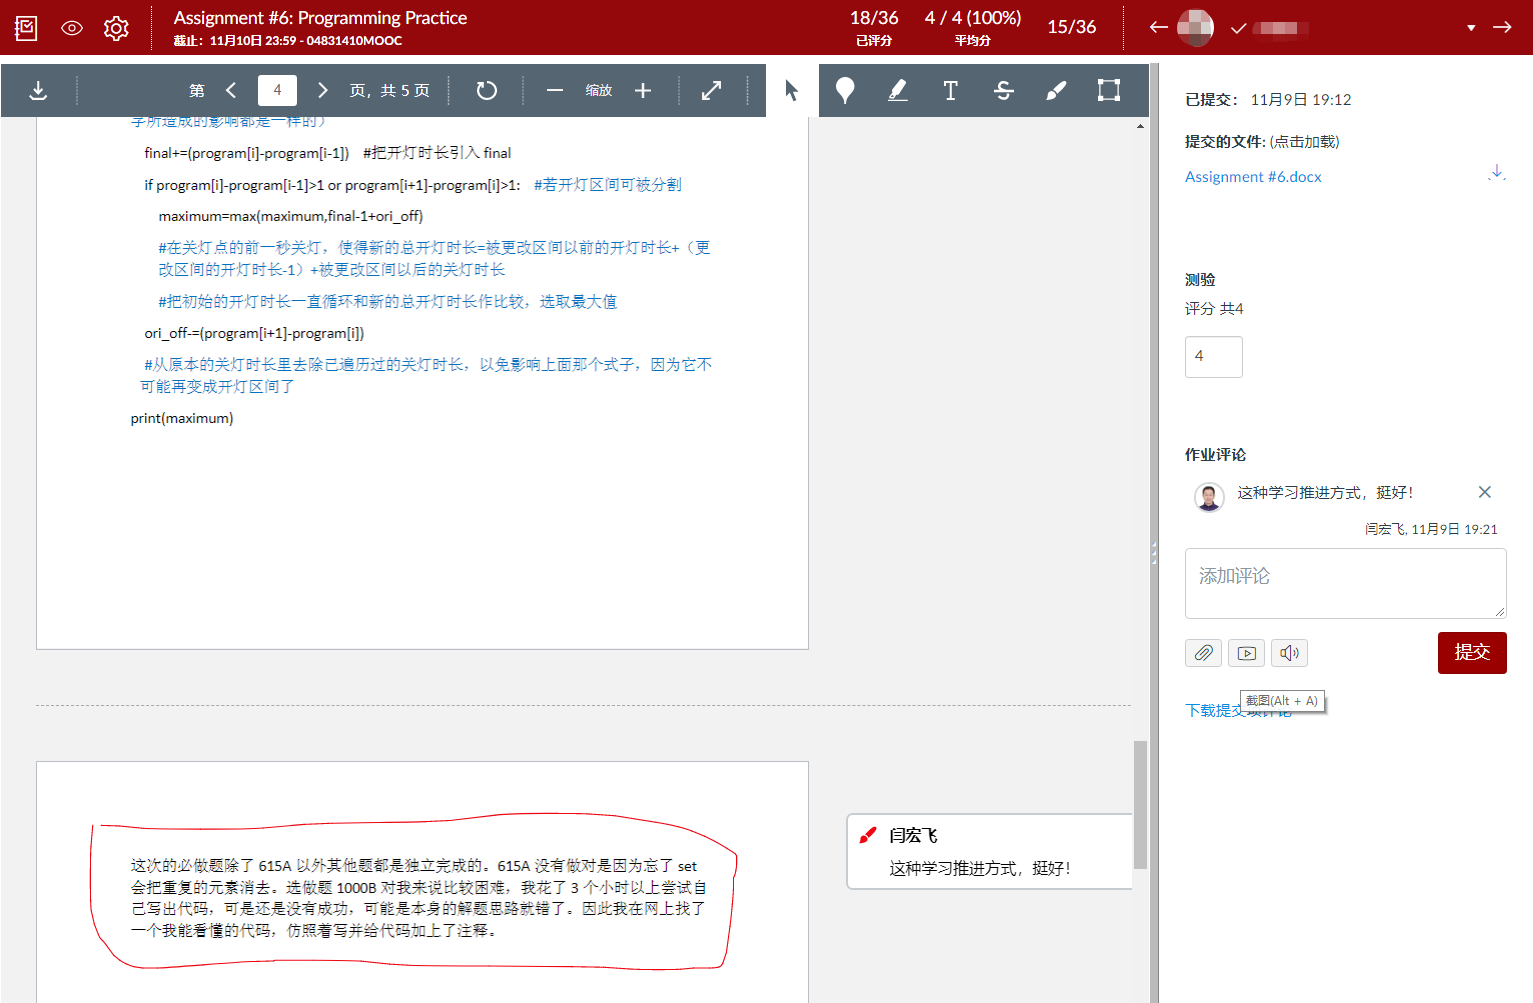 Assignment #6: Programming Practice
截止：11月10日 23:59 - 04831410MOOC
18/36
已评分
4 / 4 (100%)
平均分
15/36
第
4
页，共 5 页
缩放
T
S
字所造成的影响都是一样的）
final+=(program[i]-program[i-1]) #把开灯时长引入 final
if program[i]-program[i-1]>1 or program[i+1]-program[i]>1: #若开灯区间可被分割
maximum=max(maximum,final-1+ori_off)
#在关灯点的前一秒关灯，使得新的总开灯时长=被更改区间以前的开灯时长+（更
改区间的开灯时长-1）+被更改区间以后的关灯时长
#把初始的开灯时长一直循环和新的总开灯时长作比较，选取最大值
ori_off-=(program[i+1]-program[i])
#从原本的关灯时长里去除已遍历过的关灯时长，以免影响上面那个式子，因为它不
可能再变成开灯区间了
print(maximum)
这次的必做题除了 615A 以外其他题都是独立完成的。615A 没有做对是因为忘了 set
会把重复的元素消去。选做题 1000B 对我来说比较困难，我花了 3 个小时以上尝试自
己写出代码，可是还是没有成功，可能是本身的解题思路就错了。因此我在网上找了
一个我能看懂的代码，仿照着写并给代码加上了注释。
闫宏飞
这种学习推进方式，挺好！
已提交： 11月9日 19:12
提交的文件: (点击加载)
Assignment #6.docx
测验
评分 共4
4
作业评论
这种学习推进方式，挺好！
闫宏飞, 11月9日 19:21
添加评论
提交
截图(Alt + A)
下载提交